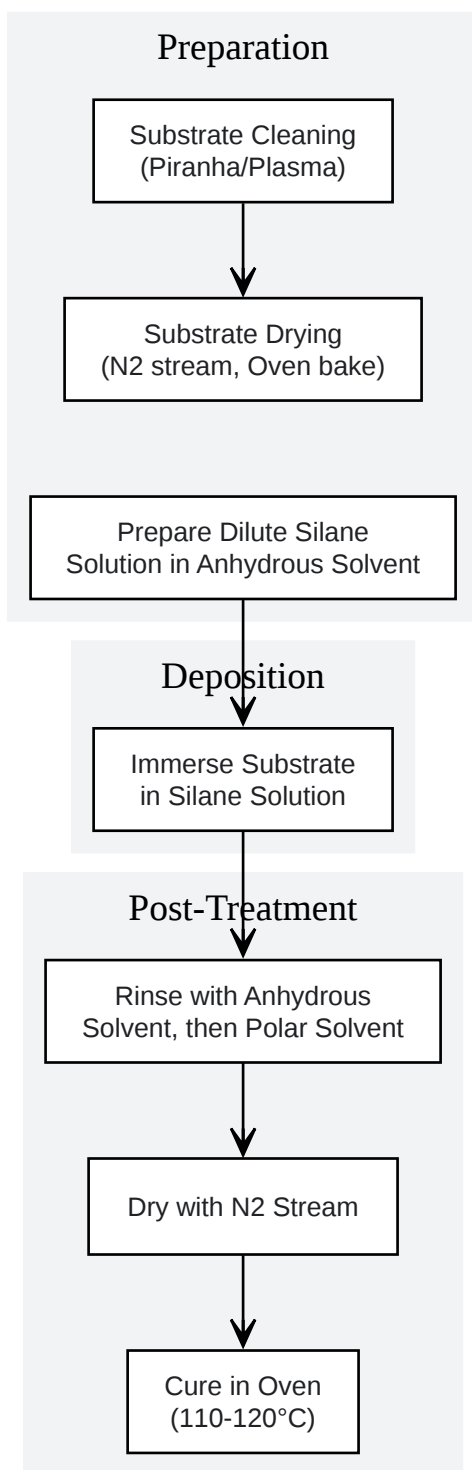 Preparation
Substrate Cleaning
(Piranha/Plasma)
Substrate Drying
(N2 stream, Oven bake)
Prepare Dilute Silane
Solution in Anhydrous Solvent
Deposition
Immerse Substrate
in Silane Solution
Post-Treatment
Rinse with Anhydrous
Solvent, then Polar Solvent
Dry with N2 Stream
Cure in Oven
(110-120°C)